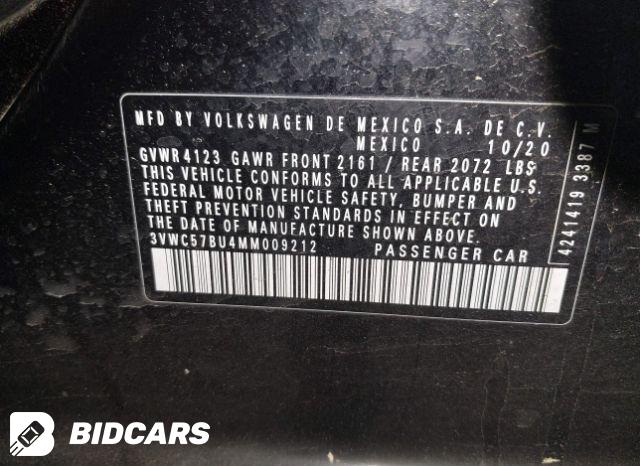 MFD BY VOLKSWAGEN DE MEXICO S.A. DE C.V.
MEXICO 10/20
GVWR 4123 GAWR FRONT 2161 / REAR 2072 LBS
THIS VEHICLE CONFORMS TO ALL APPLICABLE U.S.
FEDERAL MOTOR VEHICLE SAFETY, BUMPER AND
THEFT PREVENTION STANDARDS IN EFFECT ON
THE DATE OF MANUFACTURE SHOWN ABOVE.
3VWC57BU4MM009212 PASSENGER CAR
4241419 3387 M
BIDCARS